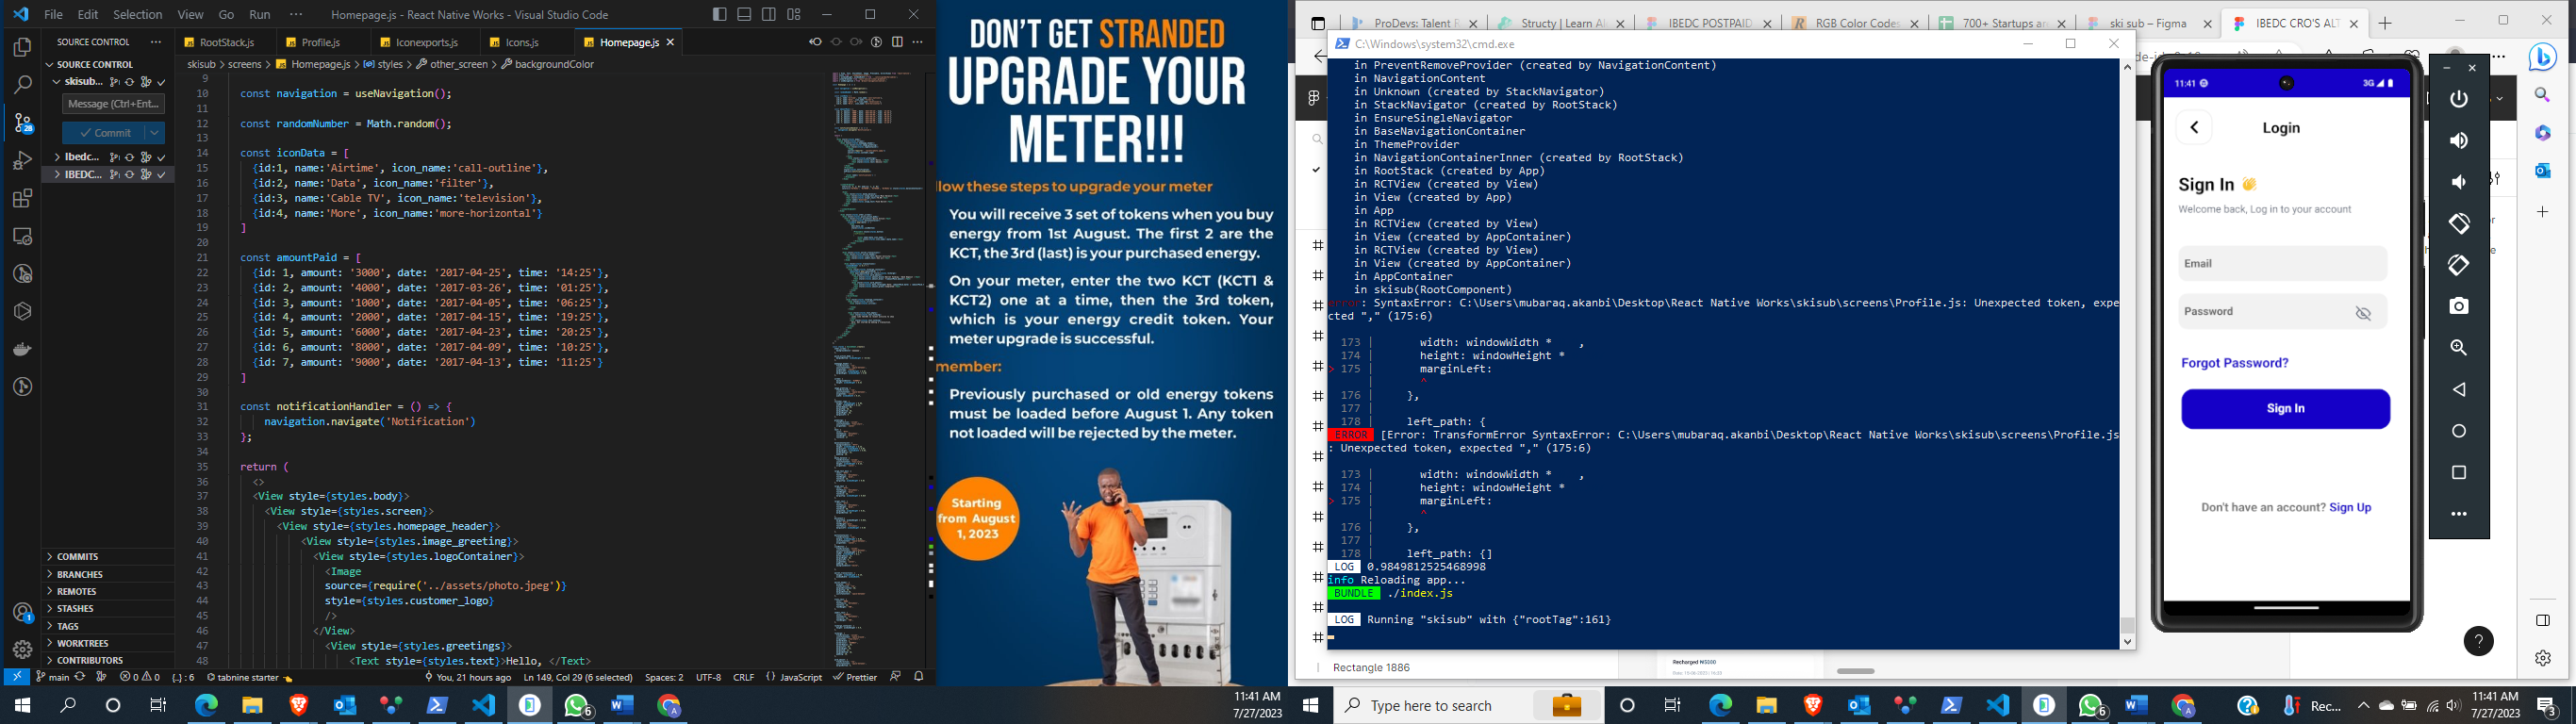 File Edit Selection View Go Run ··· Homepage.js - React Native Works - Visual Studio Code
SOURCE CONTROL ···
SOURCE CONTROL
skisub...
Message (Ctrl+Ent...
Commit
Ibedc...
IBEDC...
28
COMMITS
BRANCHES
REMOTES
STASHES
TAGS
WORKTREES
CONTRIBUTORS
1
RootStack.js Profile.js Iconexports.js Icons.js Homepage.js
skisub > screens > Homepage.js > styles > other_screen > backgroundColor
9
10 const navigation = useNavigation();
11
12 const randomNumber = Math.random();
13
14 const iconData = [
15 {id:1, name:'Airtime', icon_name:'call-outline'},
16 {id:2, name:'Data', icon_name:'filter'},
17 {id:3, name:'Cable TV', icon_name:'television'},
18 {id:4, name:'More', icon_name:'more-horizontal'}
19 ]
20
21 const amountPaid = [
22 {id: 1, amount: '3000', date: '2017-04-25', time: '14:25'},
23 {id: 2, amount: '4000', date: '2017-03-26', time: '01:25'},
24 {id: 3, amount: '1000', date: '2017-04-05', time: '06:25'},
25 {id: 4, amount: '2000', date: '2017-04-15', time: '19:25'},
26 {id: 5, amount: '6000', date: '2017-04-23', time: '20:25'},
27 {id: 6, amount: '8000', date: '2017-04-09', time: '10:25'},
28 {id: 7, amount: '9000', date: '2017-04-13', time: '11:25'}
29 ]
30
31 const notificationHandler = () => {
32 navigation.navigate('Notification')
33 };
34
35 return (
36 <>
37 <View style={styles.body}>
38 <View style={styles.screen}>
39 <View style={styles.homepage_header}>
40 <View style={styles.image_greeting}>
41 <View style={styles.logoContainer}>
42 <Image
43 source={require('../assets/photo.jpeg')}
44 style={styles.customer_logo}
45 />
46 </View>
47 <View style={styles.greetings}>
48 <Text style={styles.text}>Hello, </Text>
main 0 0 {..} : 6 tabnine starter You, 21 hours ago Ln 149, Col 29 (6 selected) Spaces: 2 UTF-8 CRLF {} JavaScript Prettier
DON'T GET STRANDED
UPGRADE YOUR
METER!!!
llow these steps to upgrade your meter
You will receive 3 set of tokens when you buy
energy from 1st August. The first 2 are the
KCT, the 3rd (last) is your purchased energy.
On your meter, enter the two KCT (KCT1 &
KCT2) one at a time, then the 3rd token,
which is your energy credit token. Your
meter upgrade is successful.
member:
Previously purchased or old energy tokens
must be loaded before August 1. Any token
not loaded will be rejected by the meter.
Starting
from August
1, 2023
6
11:41 AM
7/27/2023
ProDevs: Talent R Structy | Learn Al IBEDC POSTPAID RGB Color Codes 700+ Startups are ski sub – Figma IBEDC CRO'S ALT
C:\Windows\system32\cmd.exe
in PreventRemoveProvider (created by NavigationContent)
in NavigationContent
in Unknown (created by StackNavigator)
in StackNavigator (created by RootStack)
in EnsureSingleNavigator
in BaseNavigationContainer
in ThemeProvider
in NavigationContainerInner (created by RootStack)
in RootStack (created by App)
in RCTView (created by View)
in View (created by App)
in App
in RCTView (created by View)
in View (created by AppContainer)
in RCTView (created by View)
in View (created by AppContainer)
in AppContainer
in skisub(RootComponent)
error: SyntaxError: C:\Users\mubaraq.akanbi\Desktop\React Native Works\skisub\screens\Profile.js: Unexpected token, expe
cted "," (175:6)
173 | width: windowWidth * ,
174 | height: windowHeight *
> 175 | marginLeft:
| ^
176 | },
177 |
178 | left_path: {
ERROR [Error: TransformError SyntaxError: C:\Users\mubaraq.akanbi\Desktop\React Native Works\skisub\screens\Profile.js
: Unexpected token, expected "," (175:6)
173 | width: windowWidth * ,
174 | height: windowHeight *
> 175 | marginLeft:
| ^
176 | },
177 |
178 | left_path: {]
LOG 0.9849812525468998
info Reloading app...
BUNDLE ./index.js
LOG Running "skisub" with {"rootTag":161}
Rectangle 1886
Recharged N3000
11:41 3G
Login
Sign In 👋
Welcome back, Log in to your account
Email
Password
Forgot Password?
Sign In
Don't have an account? Sign Up
?
Type here to search
6
Rec...
11:41 AM
7/27/2023
3